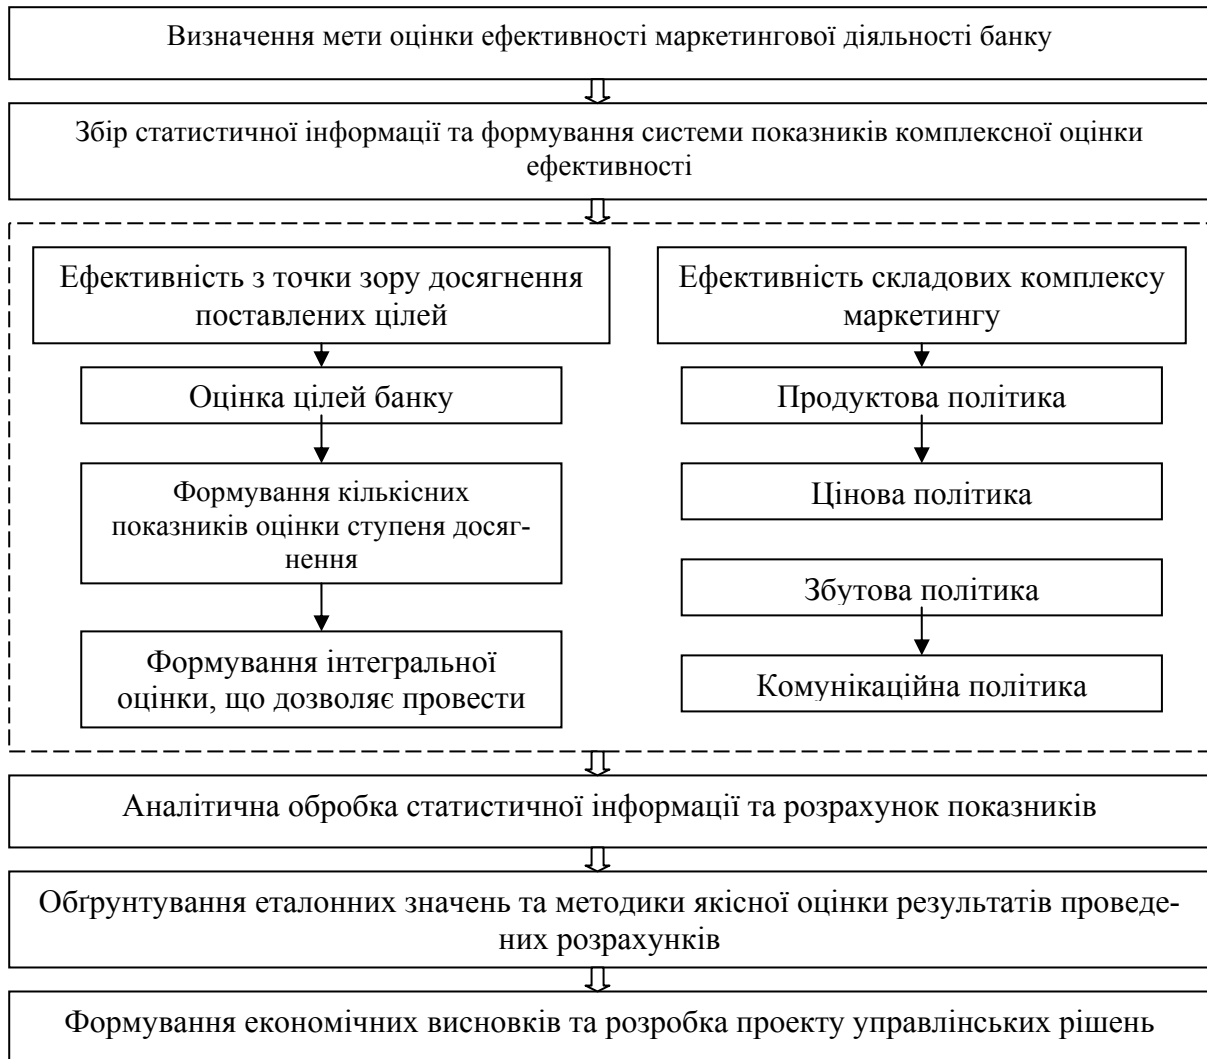 Визначення мети оцінки ефективності маркетингової діяльності банку
Збір статистичної інформації та формування системи показників комплексної оцінки
ефективності
Ефективність з точки зору досягнення
поставлених цілей
Оцінка цілей банку
Формування кількісних
показників оцінки ступеня досяг-
нення
Формування інтегральної
оцінки, що дозволяє провести
Ефективність складових комплексу
маркетингу
Продуктова політика
Цінова політика
Збутова політика
Комунікаційна політика
Аналітична обробка статистичної інформації та розрахунок показників
Обґрунтування еталонних значень та методики якісної оцінки результатів проведе-
них розрахунків
Формування економічних висновків та розробка проекту управлінських рішень